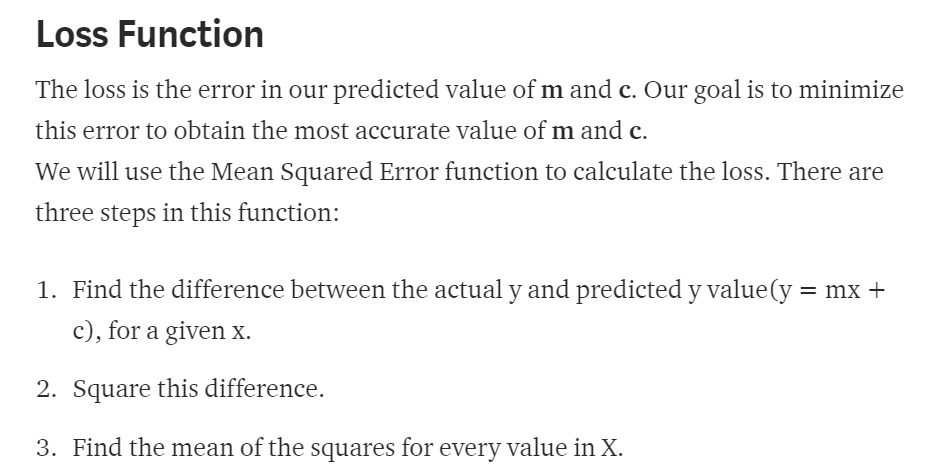 Loss Function
The loss is the error in our predicted value of m and c. Our goal is to minimize
this error to obtain the most accurate value of m and c.
We will use the Mean Squared Error function to calculate the loss. There are
three steps in this function:
1. Find the difference between the actual y and predicted y value(y = mx +
c), for a given x.
2. Square this difference.
3. Find the mean of the squares for every value in X.